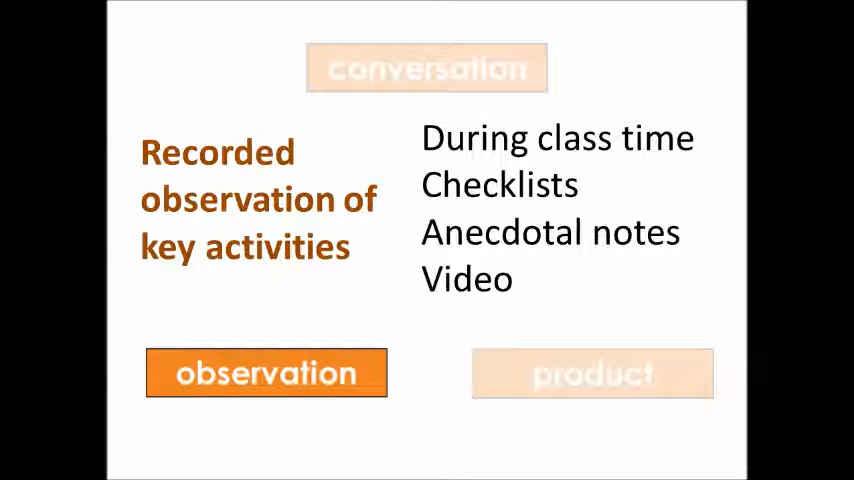 conversation
Recorded
observation of
key activities
During class time
Checklists
Anecdotal notes
Video
observation
product